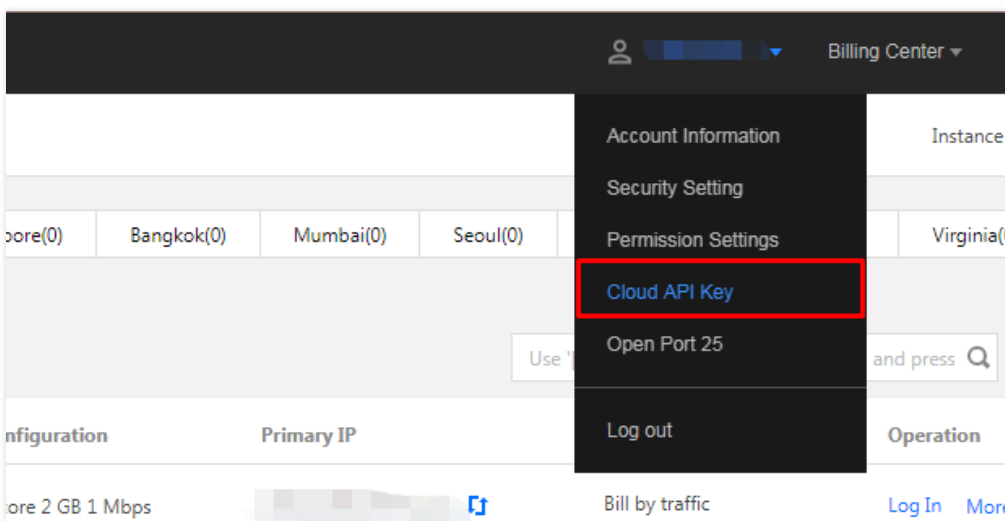 Billing Center
Account Information
Instance
Security Setting
pore(0) Bangkok(0) Mumbai(0) Seoul(0) Permission Settings Virginia(
Cloud API Key
Open Port 25
Use ' and press
nfiguration Primary IP Log out Operation
core 2 GB 1 Mbps Bill by traffic Log In More